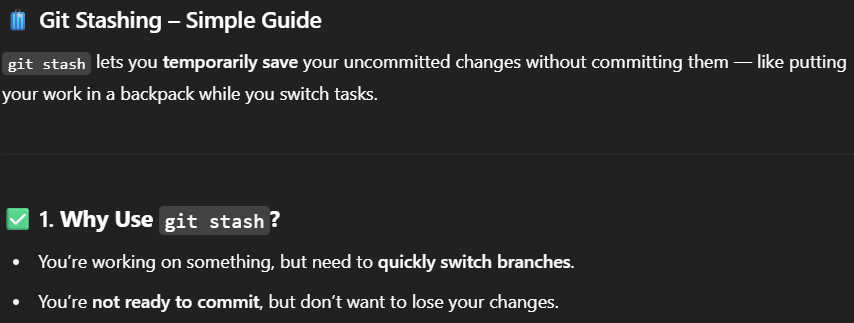 🧳 Git Stashing – Simple Guide
git stash lets you temporarily save your uncommitted changes without committing them — like putting
your work in a backpack while you switch tasks.
✅ 1. Why Use git stash?
• You’re working on something, but need to quickly switch branches.
• You’re not ready to commit, but don’t want to lose your changes.